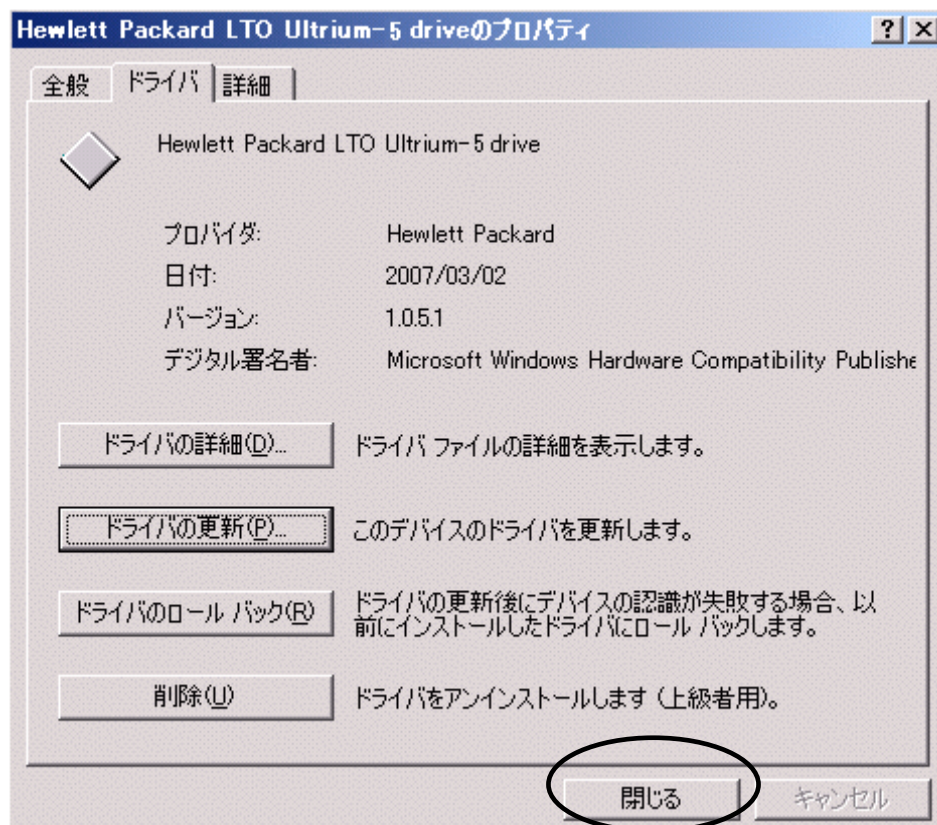 Hewlett Packard LTO Ultrium-5 driveのプロパティ
全般 ドライバ 詳細
Hewlett Packard LTO Ultrium-5 drive
プロバイダ: Hewlett Packard
日付: 2007/03/02
バージョン: 1.0.5.1
デジタル署名者: Microsoft Windows Hardware Compatibility Publishe
ドライバの詳細(D)... ドライバ ファイルの詳細を表示します。
ドライバの更新(P)... このデバイスのドライバを更新します。
ドライバのロール バック(R) ドライバの更新後にデバイスの認識が失敗する場合、以
前にインストールしたドライバにロール バックします。
削除(U) ドライバをアンインストールします (上級者用)。
閉じる キャンセル